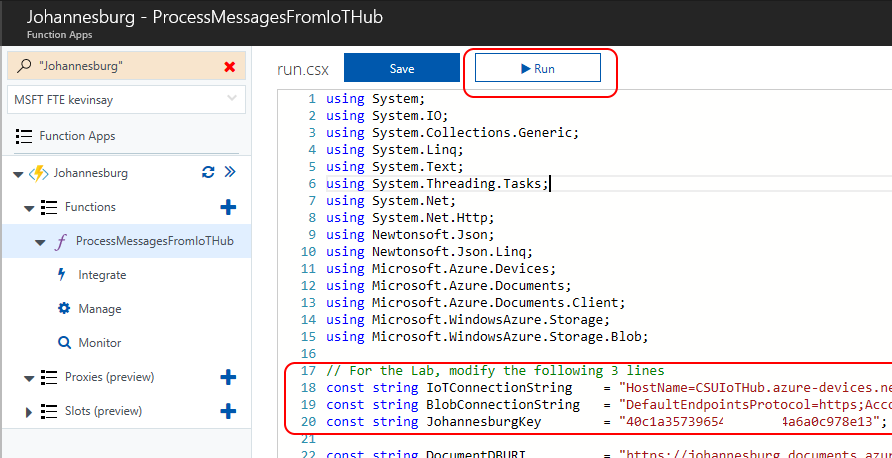 Johannesburg - ProcessMessagesFromIoTHub
Function Apps
"Johannesburg"
MSFT FTE kevinsay
Function Apps
Johannesburg
Functions
ProcessMessagesFromIoTHub
Integrate
Manage
Monitor
Proxies (preview)
Slots (preview)
run.csx Save Run
1 using System;
2 using System.IO;
3 using System.Collections.Generic;
4 using System.Linq;
5 using System.Text;
6 using System.Threading.Tasks;
7 using System.Net;
8 using System.Net.Http;
9 using Newtonsoft.Json;
10 using Newtonsoft.Json.Linq;
11 using Microsoft.Azure.Devices;
12 using Microsoft.Azure.Documents;
13 using Microsoft.Azure.Documents.Client;
14 using Microsoft.WindowsAzure.Storage;
15 using Microsoft.WindowsAzure.Storage.Blob;
16
17 // For the Lab, modify the following 3 lines
18 const string IoTConnectionString = "HostName=CSUIoTHub.azure-devices.ne
19 const string BlobConnectionString = "DefaultEndpointsProtocol=https;Acco
20 const string JohannesburgKey = "40c1a35739654 4a6a0c978e13";
21
22 const string DocumentDBURI = "https://johannesburg.documents.azu